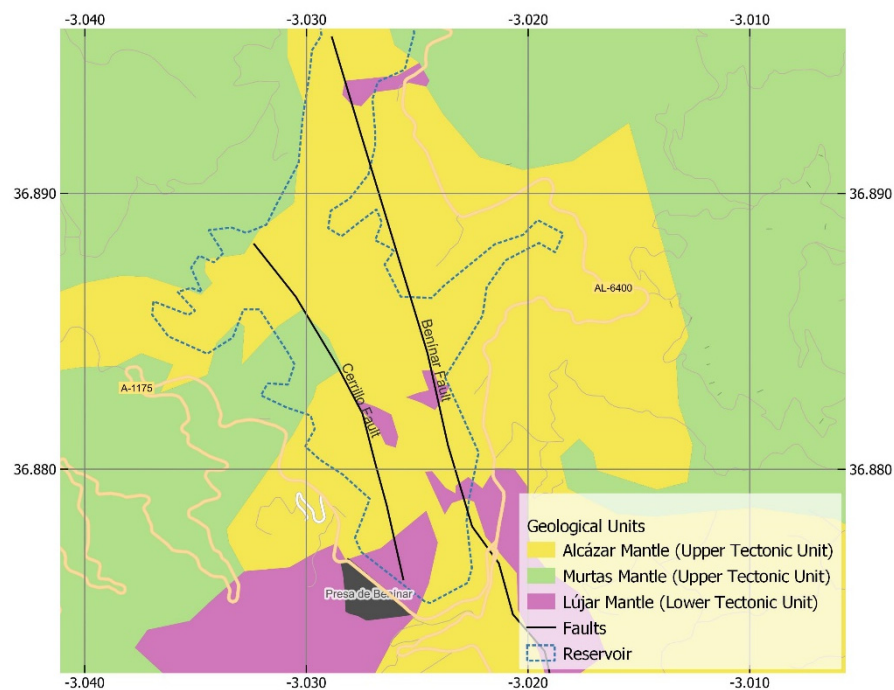 -3.040 -3.030 -3.020 -3.010
36.890 36.890
AL-6400
Benínar Fault
A-1175
Cerrillo Fault
36.880 36.880
Presa de Benínar
Geological Units
Alcázar Mantle (Upper Tectonic Unit)
Murtas Mantle (Upper Tectonic Unit)
Lújar Mantle (Lower Tectonic Unit)
Faults
Reservoir
-3.040 -3.030 -3.020 -3.010